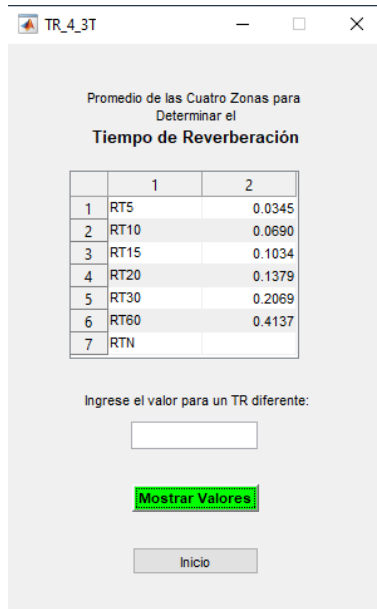 TR_4_3T
Promedio de las Cuatro Zonas para
Determinar el
Tiempo de Reverberación
1 2
1 RT5 0.0345
2 RT10 0.0690
3 RT15 0.1034
4 RT20 0.1379
5 RT30 0.2069
6 RT60 0.4137
7 RTN
Ingrese el valor para un TR diferente:
Mostrar Valores
Inicio